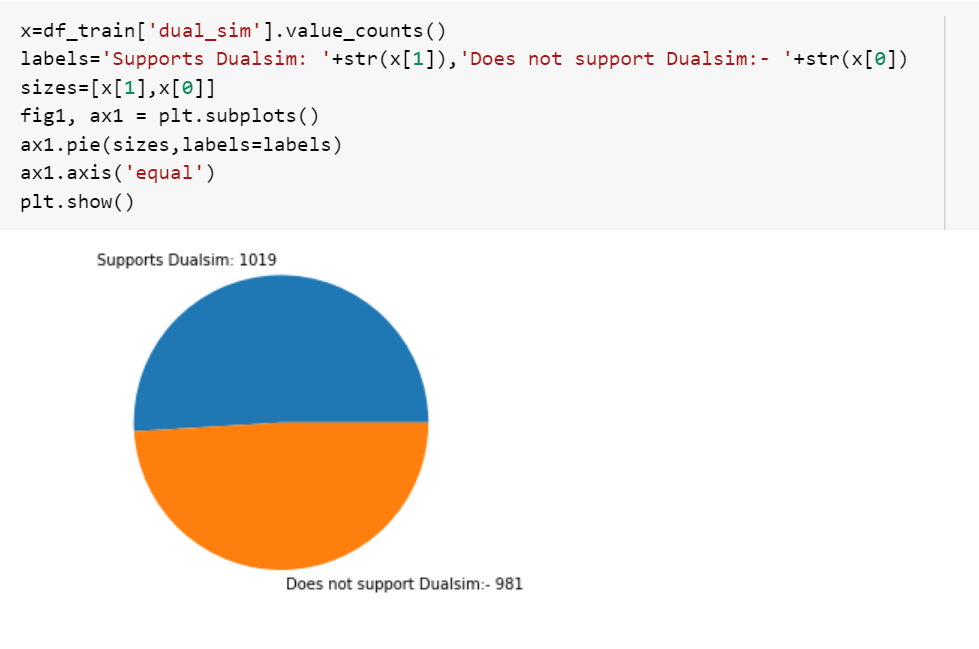 x=df_train['dual_sim'].value_counts()
labels='Supports Dualsim: '+str(x[1]),'Does not support Dualsim:- '+str(x[0])
sizes=[x[1],x[0]]
fig1, ax1 = plt.subplots()
ax1.pie(sizes,labels=labels)
ax1.axis('equal')
plt.show()
Supports Dualsim: 1019
Does not support Dualsim:- 981